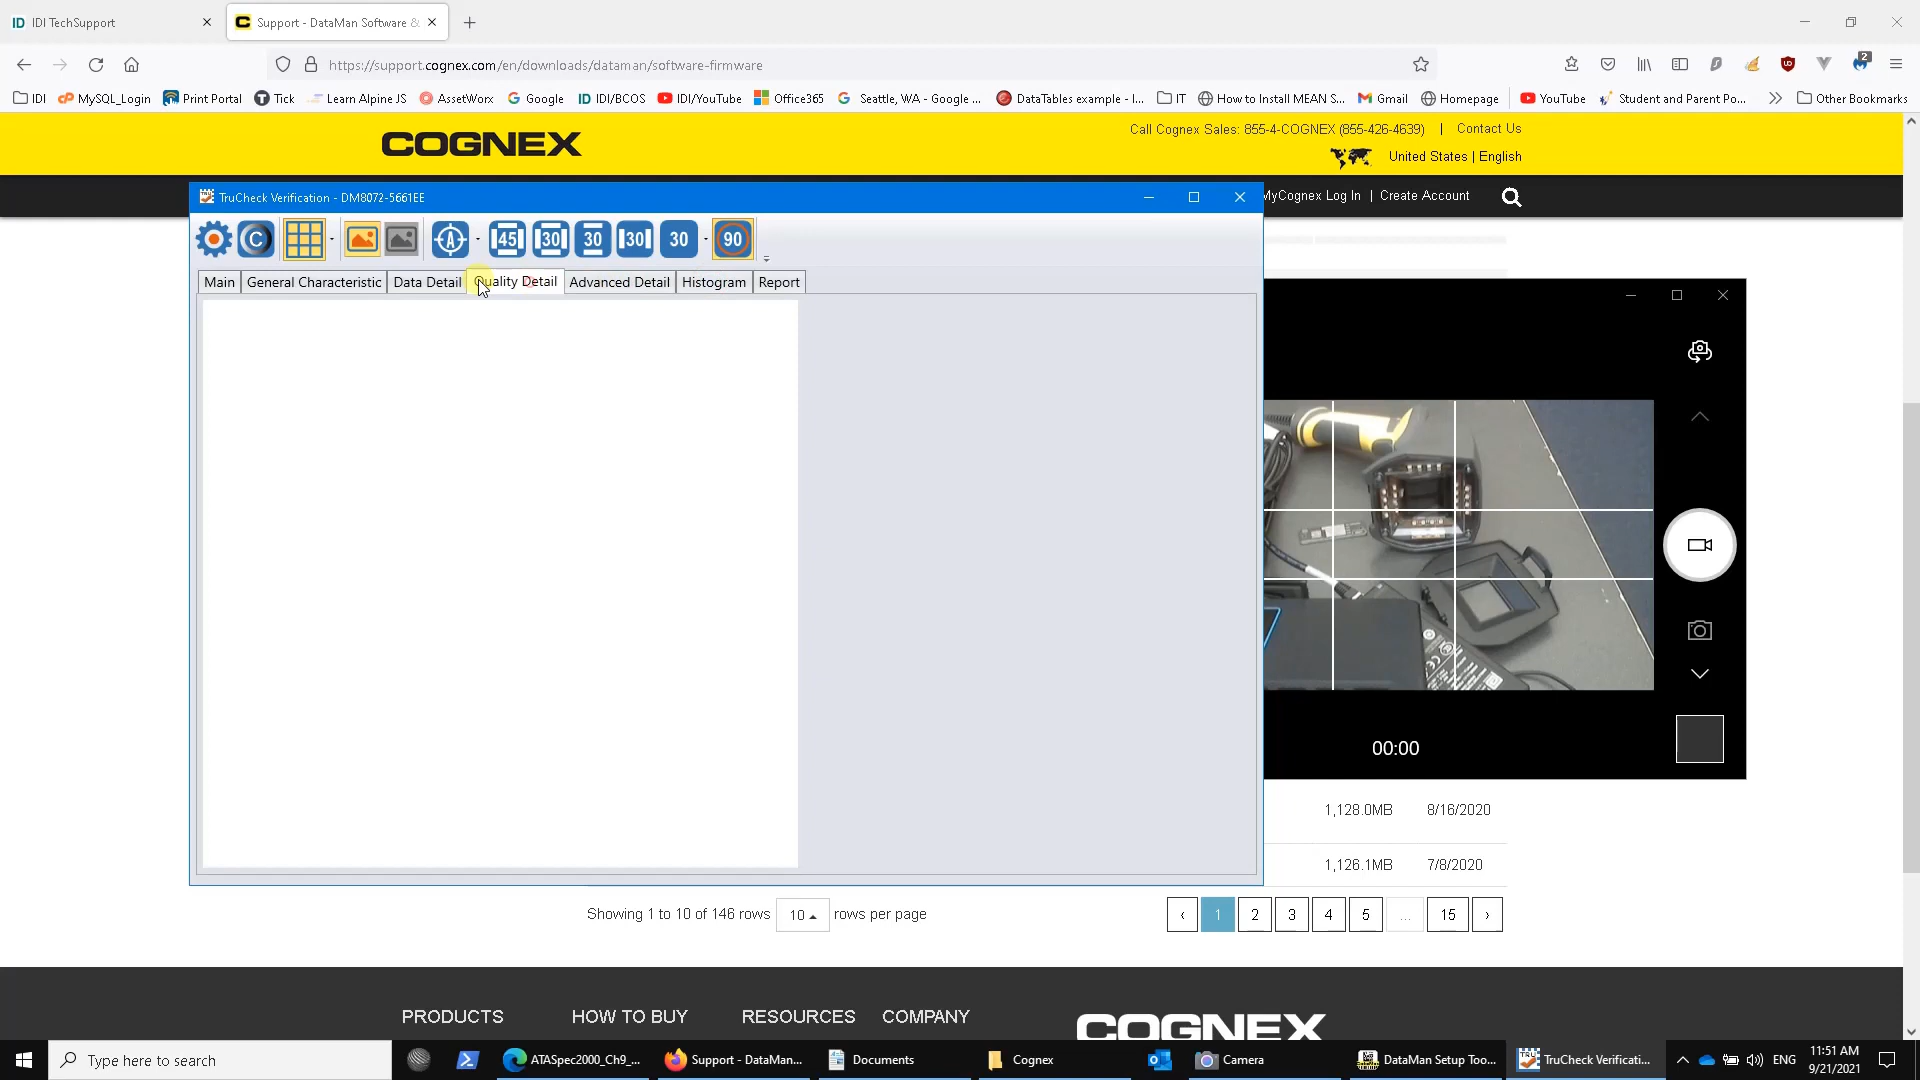 IDI TechSupport
Support - DataMan Software &
https://support.cognex.com/en/downloads/dataman/software-firmware
2
IDI
MySQL_Login
Print Portal
Tick
Learn Alpine JS
AssetWorx
Google
IDI/BCOS
IDI/YouTube
Office365
Seattle, WA - Google ...
DataTables example - I...
IT
How to Install MEAN S...
Gmail
Homepage
YouTube
Student and Parent Po...
Other Bookmarks
COGNEX
Call Cognex Sales: 855-4-COGNEX (855-426-4639) | Contact Us
United States | English
MyCognex Log In | Create Account
TruCheck Verification - DM8072-5661EE
C
A
45
30
30
30
30
90
Main
General Characteristic
Data Detail
Quality Detail
Advanced Detail
Histogram
Report
00:00
1,128.0MB 8/16/2020
1,126.1MB 7/8/2020
Showing 1 to 10 of 146 rows 10 rows per page
‹ 1 2 3 4 5 ... 15 ›
PRODUCTS
HOW TO BUY
RESOURCES
COMPANY
COGNEX
Type here to search
ATASpec2000_Ch9_...
Support - DataMan...
Documents
Cognex
Camera
DataMan Setup Too...
TruCheck Verificati...
ENG
11:51 AM
9/21/2021